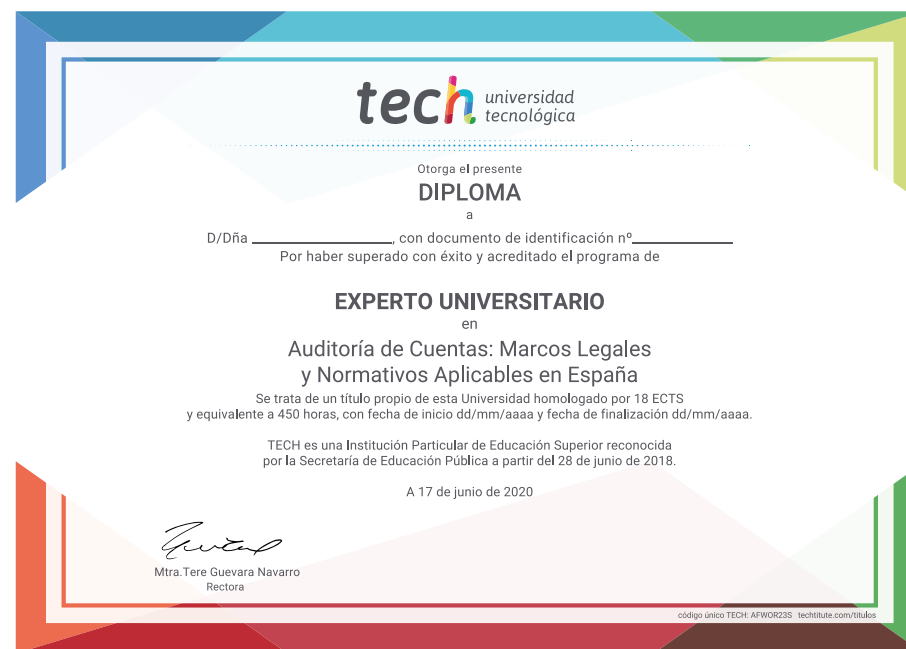 tech universidad
tecnológica
Otorga el presente
DIPLOMA
a
D/Dña ____________________, con documento de identificación nº______________
Por haber superado con éxito y acreditado el programa de
EXPERTO UNIVERSITARIO
en
Auditoría de Cuentas: Marcos Legales
y Normativos Aplicables en España
Se trata de un título propio de esta Universidad homologado por 18 ECTS
y equivalente a 450 horas, con fecha de inicio dd/mm/aaaa y fecha de finalización dd/mm/aaaa.
TECH es una Institución Particular de Educación Superior reconocida
por la Secretaría de Educación Pública a partir del 28 de junio de 2018.
A 17 de junio de 2020
Mtra.Tere Guevara Navarro
Rectora
código único TECH: AFWOR23S techtitute.com/titulos